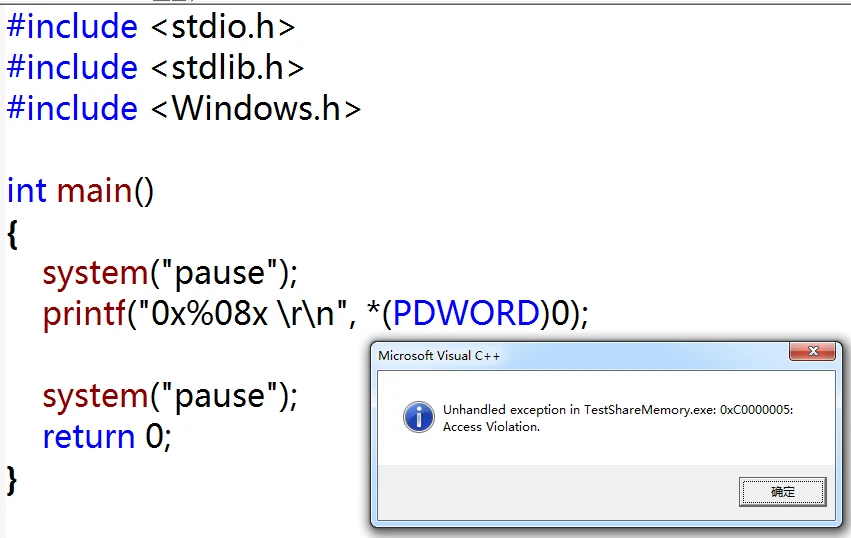 #include <stdio.h>
#include <stdlib.h>
#include <Windows.h>
int main()
{
system("pause");
printf("0x%08x \r\n", *(PDWORD)0);
system("pause");
return 0;
}
Microsoft Visual C++
Unhandled exception in TestShareMemory.exe: 0xC0000005:
Access Violation.
确定